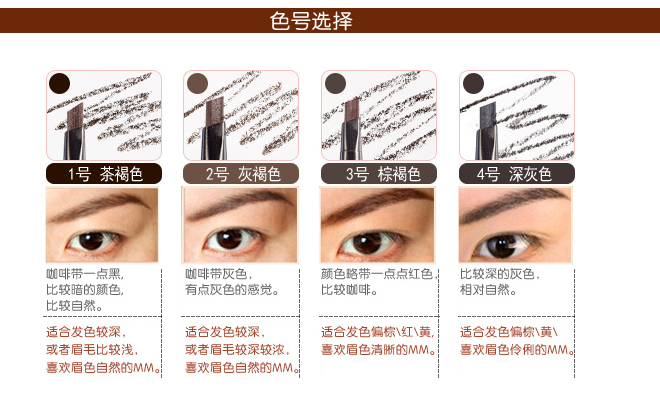 色号选择
1号 茶褐色
2号 灰褐色
3号 棕褐色
4号 深灰色
咖啡带一点黑,
比较暗的颜色,
比较自然。
咖啡带灰色,
有点灰色的感觉。
颜色略带一点点红色,
比较咖啡。
比较深的灰色,
相对自然。
适合发色较深,
或者眉毛比较浅,
喜欢眉色自然的MM。
适合发色较深,
或者眉毛较深较浓,
喜欢眉色自然的MM。
适合发色偏棕\红\黄,
喜欢眉色清晰的MM。
适合发色偏棕\黄\
喜欢眉色伶俐的MM。